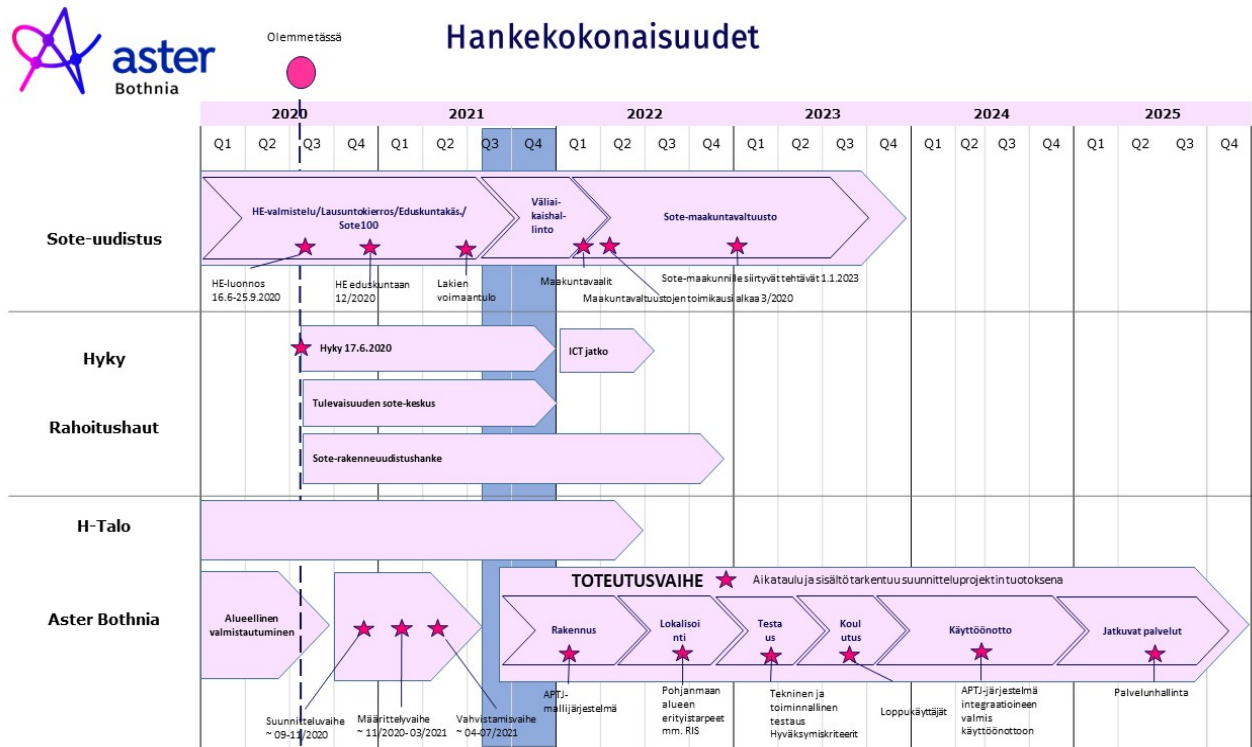 aster
Bothnia
Olemmetässä
Hankekokonaisuudet
2020 2021 2022 2023 2024 2025
Q1 Q2 Q3 Q4 Q1 Q2 Q3 Q4 Q1 Q2 Q3 Q4 Q1 Q2 Q3 Q4 Q1 Q2 Q3 Q4 Q1 Q2 Q3 Q4
Sote-uudistus
HE-valmistelu/Lausuntokierros/Eduskuntakäs./
Sote100
Väliai-
kaishal-
linto
Sote-maakuntavaltuusto
HE-luonnos
16.6-25.9.2020
HE eduskuntaan
12/2020
Lakien
voimaantulo
Maakuntavaalit
Maakuntavaltuustojen toimikausi alkaa 3/2020
Sote-maakunnille siirtyvät tehtävät 1.1.2023
Hyky
Hyky 17.6.2020
ICT jatko
Rahoitushaut
Tulevaisuuden sote-keskus
Sote-rakenneuudistushanke
H-Talo
Aster Bothnia
Alueellinen
valmistautuminen
Suunnitteluvaihe
~ 09-11/2020
Määrittelyvaihe
~ 11/2020-03/2021
Vahvistamisvaihe
~ 04-07/2021
TOTEUTUSVAIHE
Aikataulu ja sisältö tarkentuu suunnitteluprojektin tuotoksena
Rakennus
Lokalisoi
nti
Testa
us
Koul
utus
Käyttöönotto
Jatkuvat palvelut
APTJ-
mallijärjestelmä
Pohjanmaan
alueen
erityistarpeet
mm. RIS
Tekninen ja
toiminnallinen
testaus
Hyväksymiskriteerit
Loppukäyttäjät
APTJ-järjestelmä
integraatioineen
valmis
käyttöönottoon
Palvelunhallinta